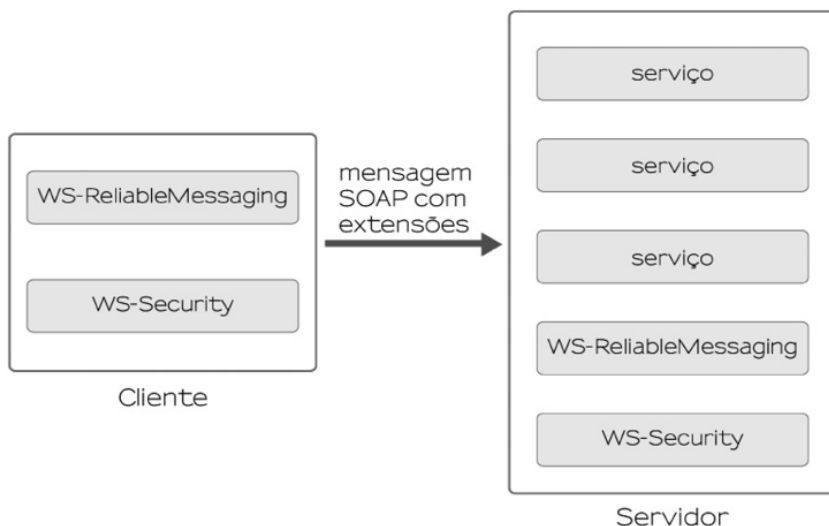 WS-ReliableMessaging
WS-Security
Cliente
mensagem
SOAP com
extensões
serviço
serviço
serviço
WS-ReliableMessaging
WS-Security
Servidor